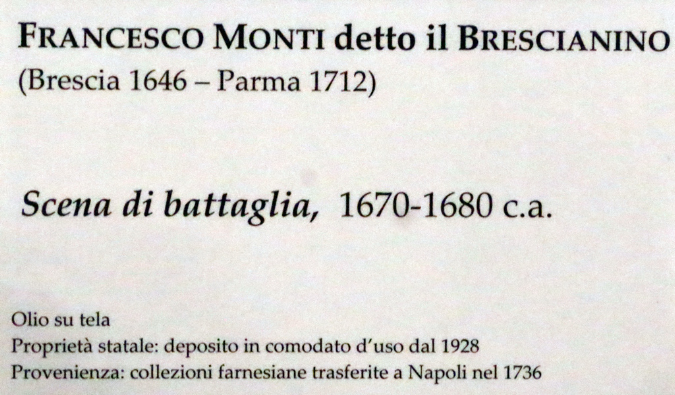 FRANCESCO MONTI detto il BRESCIANINO
(Brescia 1646 – Parma 1712)
Scena di battaglia, 1670-1680 c.a.
Olio su tela
Proprietà statale: deposito in comodato d'uso dal 1928
Provenienza: collezioni farnesiane trasferite a Napoli nel 1736